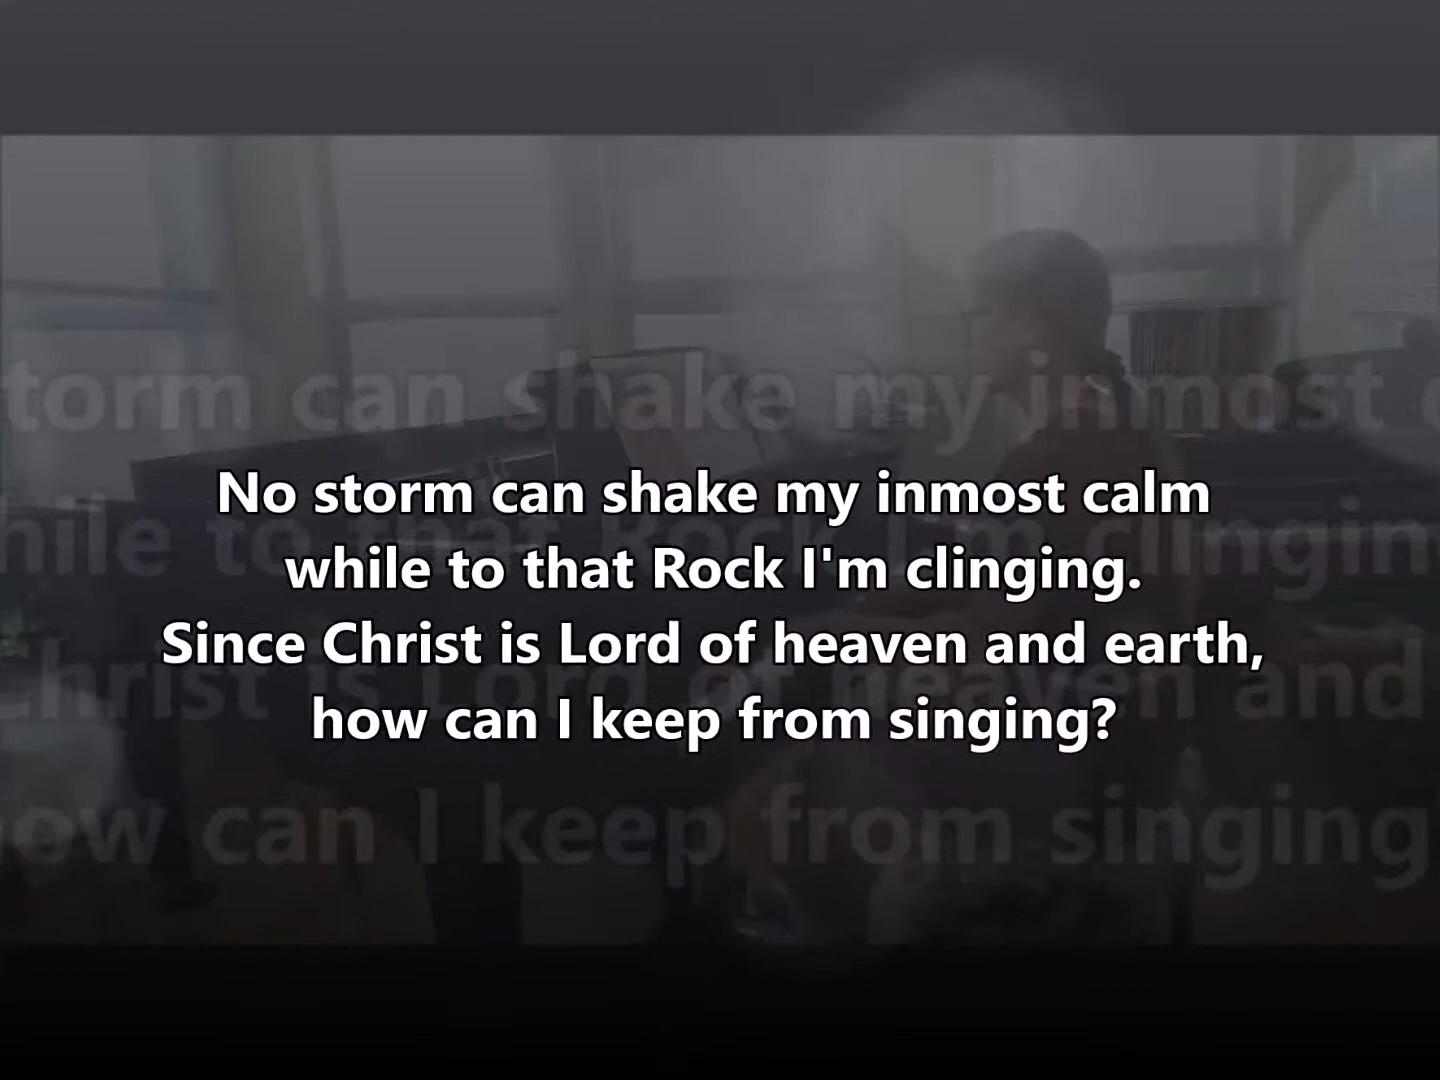 No storm can shake my inmost calm
while to that Rock I'm clinging.
Since Christ is Lord of heaven and earth,
how can I keep from singing?